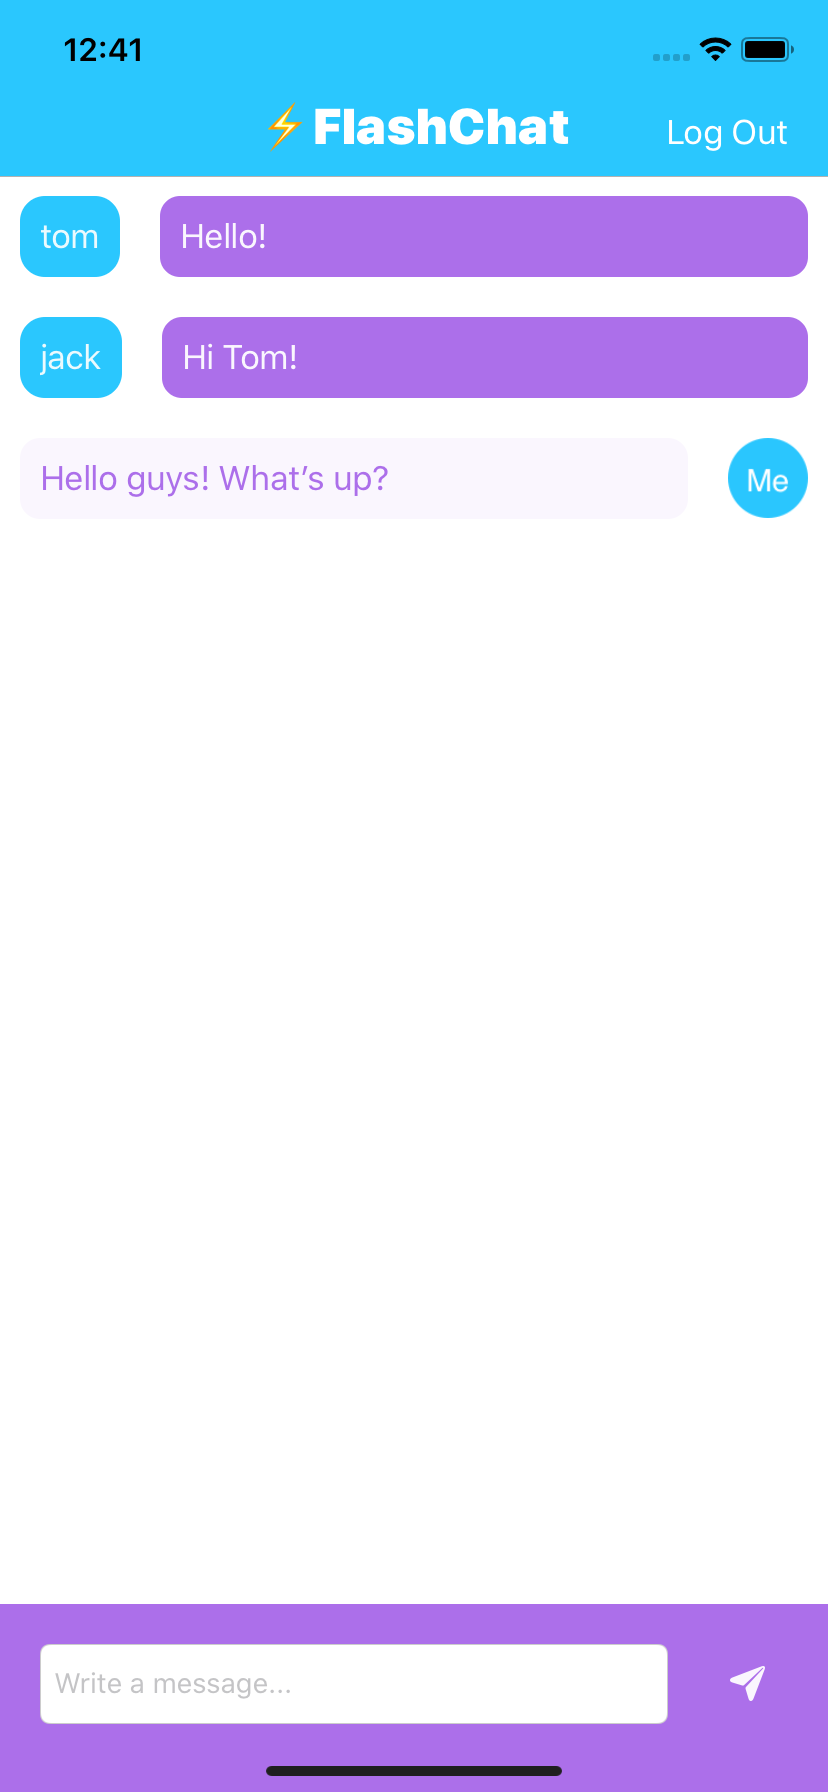 12:41
⚡FlashChat
Log Out
tom
Hello!
jack
Hi Tom!
Hello guys! What’s up?
Me
Write a message...